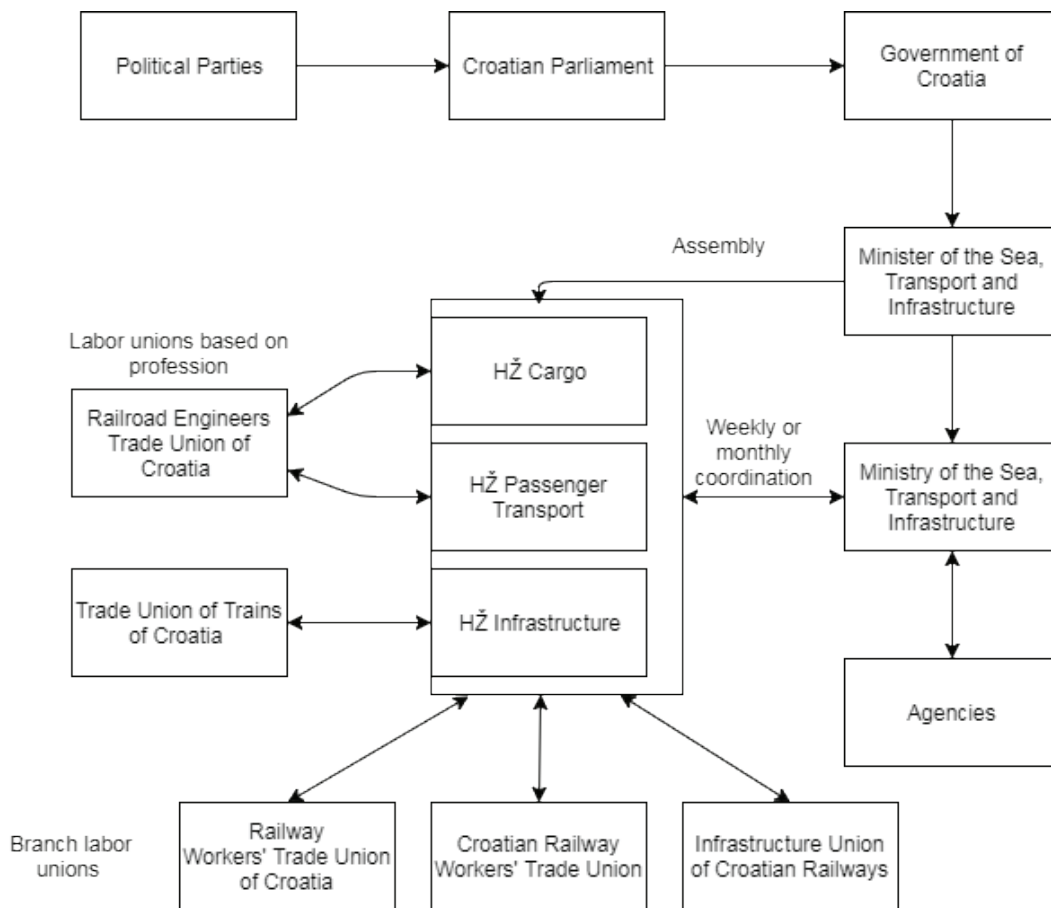 Political Parties
Croatian Parliament
Government of
Croatia
Assembly
Minister of the Sea,
Transport and
Infrastructure
Labor unions based on
profession
HŽ Cargo
Railroad Engineers
Trade Union of
Croatia
Weekly or
monthly
coordination
HŽ Passenger
Transport
Ministry of the Sea,
Transport and
Infrastructure
Trade Union of Trains
of Croatia
HŽ Infrastructure
Agencies
Branch labor
unions
Railway
Workers' Trade Union
of Croatia
Croatian Railway
Workers' Trade Union
Infrastructure Union
of Croatian Railways